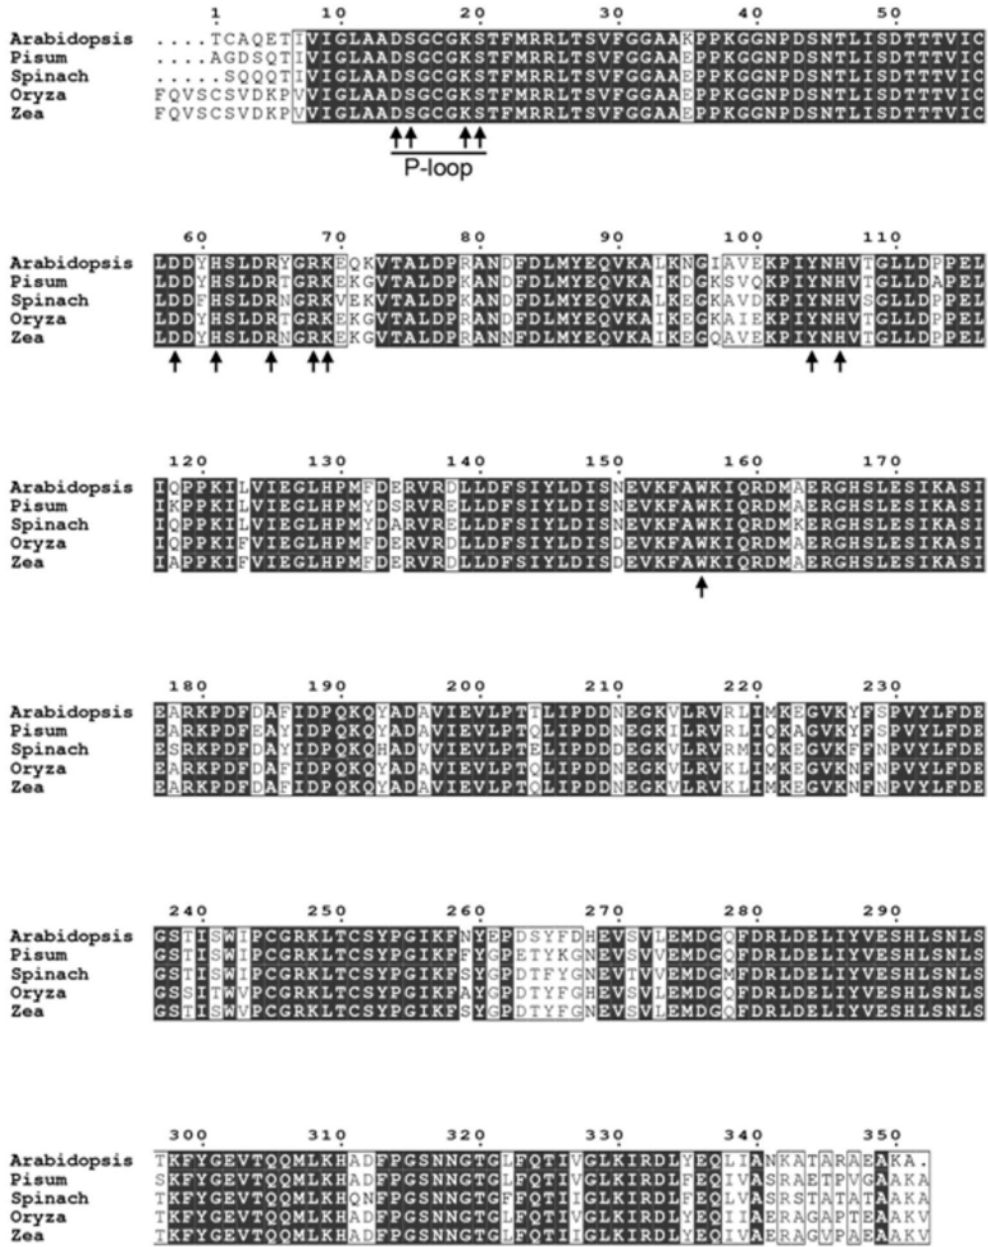 1 10 20 30 40 50
Arabidopsis ....TCAQETIVIGLAADSGCGKSTFMRRLTSVFGGAAKPPKGGNPDSNTLISDTTTVIC
Pisum ....AGDSQTIVIGLAADSGCGKSTFMRRLTSVFGGAAEPPKGGNPDSNTLISDTTTVIC
Spinach .....SQQQTIVIGLAADSGCGKSTFMRRLTSVFGGAAEPPKGGNPDSNTLISDTTTVIC
Oryza FQVSCSVDKPVVIGLAADSGCGKSTFMRRLTSVFGGAAEPPKGGNPDSNTLISDTTTVIC
Zea FQVSCSVDKPVVIGLAADSGCGKSTFMRRLTSVFGGAAEPPKGGNPDSNTLISDTTTVIC
P-loop
60 70 80 90 100 110
Arabidopsis LDDYHSLDRYGRKEQKVTALDPRANDFDLMYEQVKALKNGIAVEKPIYNHVTGLLDPPEL
Pisum LDDYHSLDRTGRKEKGVTALDPKANDFDLMYEQVKAIKDGKSVQKPIYNHVTGLLDAPEL
Spinach LDDFHSLDRNGRKVEKVTALDPKANDFDLMYEQVKALKEGKAVDKPIYNHVSGLLDPPEL
Oryza LDDYHSLDRTGRKEKGVTALDPRANDFDLMYEQVKAIKEGKAIEKPIYNHVTGLLDPPEL
Zea LDDYHSLDRNGRKEKGVTALDPRANNFDLMYEQVKAIKEGQAVEKPIYNHVTGLLDPPEL
120 130 140 150 160 170
Arabidopsis IQPPKILVIEGLHPMFDERVRDLLDFSIYLDISNEVKFAWKIQRDMAERGHSLESIKASI
Pisum IKPPKILVIEGLHPMYDSRVRELLDFSIYLDISNEVKFAWKIQRDMAERGHSLESIKASI
Spinach IQPPKILVIEGLHPMYDARVRELLDFSIYLDISNEVKFAWKIQRDMKERGHSLESIKASI
Oryza IQPPKIFVIEGLHPMFDERVRDLLDFSIYLDISDEVKFAWKIQRDMAERGHSLESIKASI
Zea IAPPKIFVIEGLHPMYDERVRDLLDFSIYLDISDEVKFAWKIQRDMAERGHSLESIKASI
180 190 200 210 220 230
Arabidopsis EARKPDFDAFIDPQKQYADAVIEVLPTTLIPDDNEGKVLRVRLIMKEGVKYFSPVYLFDE
Pisum EARKPDFEAYIDPQKQYADAVIEVLPTQLIPDDNEGKILRVRLIQKAGVKYFSPVYLFDE
Spinach ESRKPDFDAYIDPQKQHADVVIEVLPTELIPDDDEGKVLRVRMIQKEGVKFFNPVYLFDE
Oryza EARKPDFDAFIDPQKQYADAVIEVLPTQLIPDDNEGKVLRVKLIMKEGVKNFNPVYLFDE
Zea EARKPDFDAFIDPQKQYADAVIEVLPTQLIPDDNEGKVLRVKLIMKEGVKNFNPVYLFDE
240 250 260 270 280 290
Arabidopsis GSTISWIPCGRKLTCSYPGIKFNYEPDSYFDHEVSVLEMDGQFDRLDELIYVESHLSNLS
Pisum GSTISWIPCGRKLTCSYPGIKFFYGPETYKGNEVSVLEMDGQFDRLDELIYVESHLSNLS
Spinach GSTISWIPCGRKLTCSYPGIKFSYGPDTFYGNEVTVVEMDGMFDRLDELIYVESHLSNLS
Oryza GSSITWVPCGRKLTCSYPGIKFAYGPDTYFGHEVSVLEMDGQFDRLDELIYVESHLSNLS
Zea GSTISWVPCGRKLTCSYPGIKFSYGPDTYFGNEVSVLEMDGQFDRLDELIYVESHLSNLS
300 310 320 330 340 350
Arabidopsis TKFYGEVTQQMLKHADFPGSNNGTGLFQTIVGLKIRDLYEQLIANKATARAEAKA.
Pisum SKFYGEVTQQMLKHADFPGSNNGTGLFQTIVGLKIRDLFEQIVASRAETPVGAAKA
Spinach TKFYGEVTQQMLKHQNFPGSNNGTGFFQTIIGLKIRDLFEQLVASRSTATATAAKA
Oryza TKFYGEVTQQMLKHADFPGSNNGTGLFQTIVGLKIRDLYEQIIAERAGAPTEAAKV
Zea TKFYGEVTQQMLKHADFPGSNNGTGLFQTIIGLKIRDLYEQIVAERAGVPAEAAKV